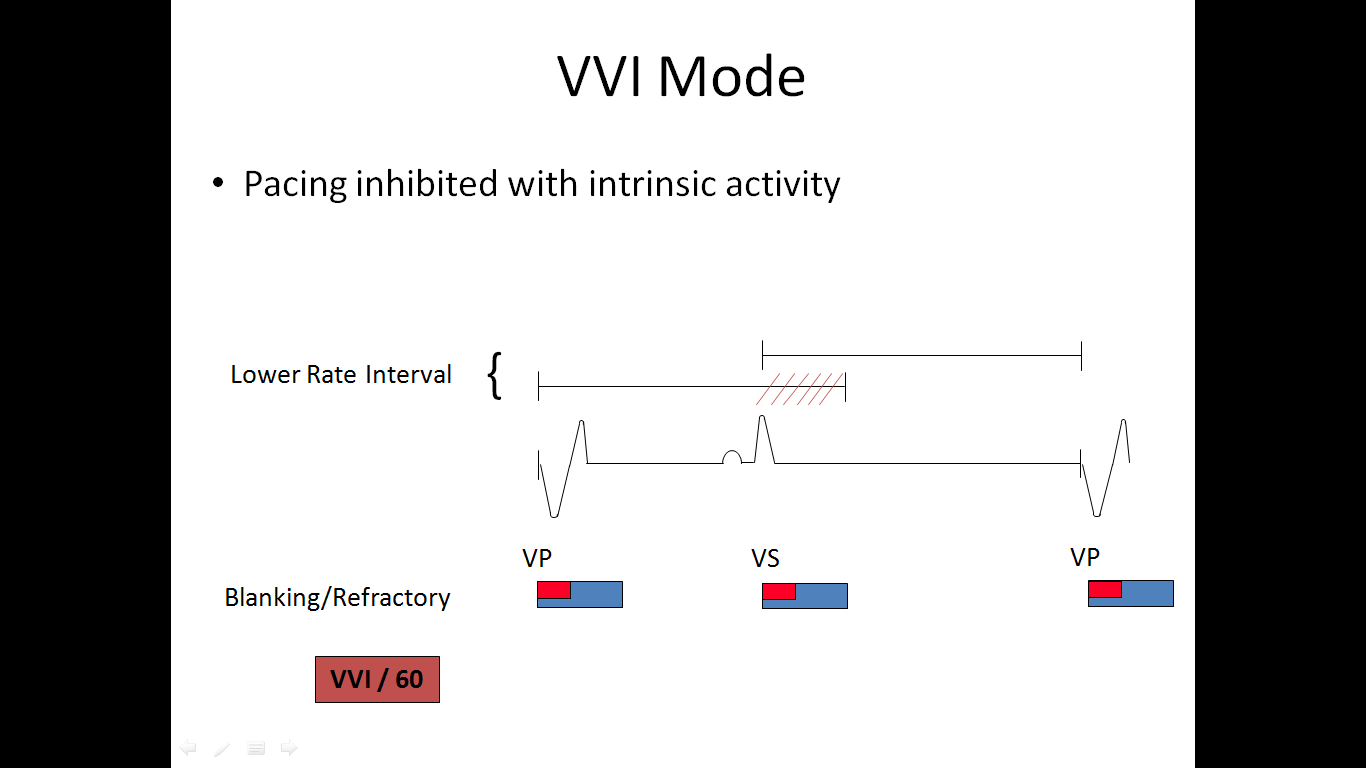 VVI Mode
• Pacing inhibited with intrinsic activity
Lower Rate Interval {
VP VS VP
Blanking/Refractory
VVI / 60